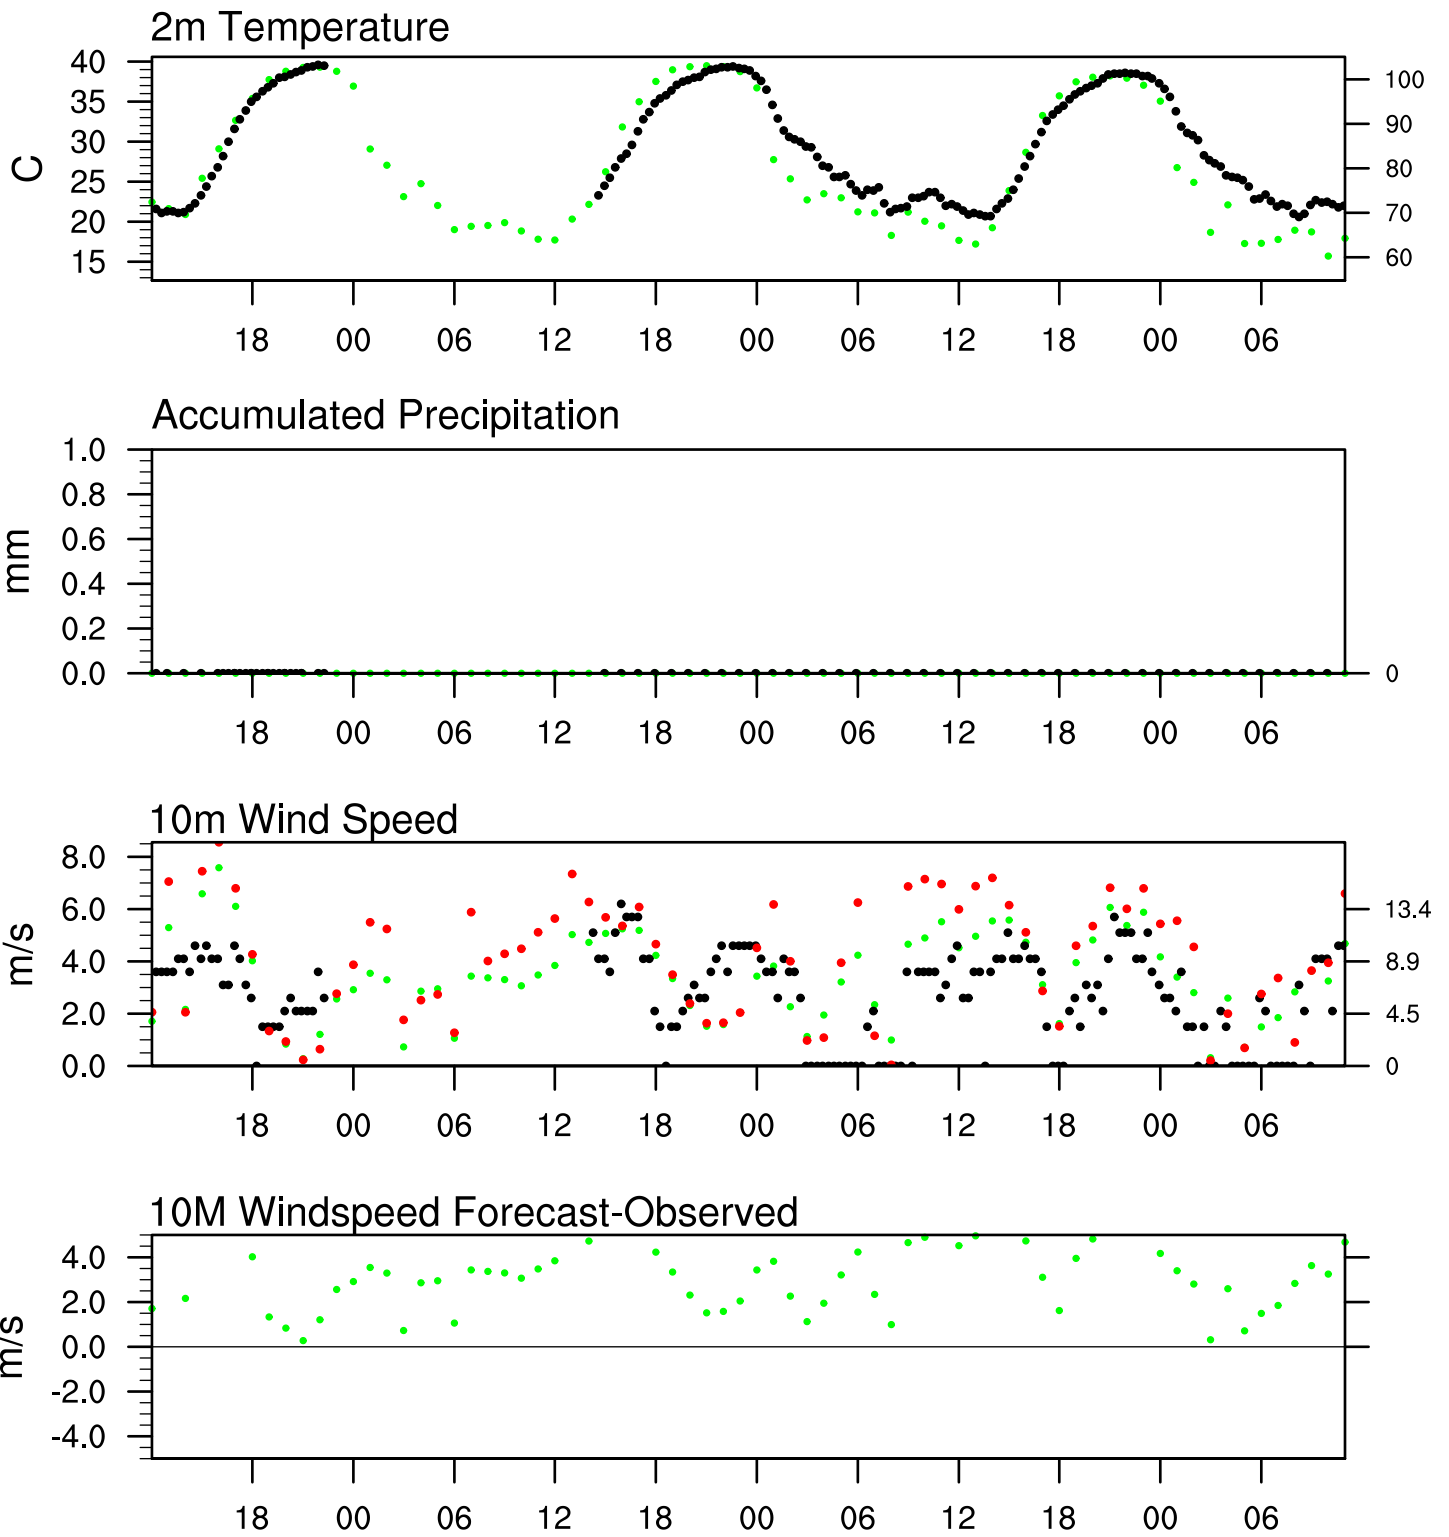 2m Temperature
40
35
30
25
20
15
C
100
90
80
70
60
18 00 06 12 18 00 06 12 18 00 06
Accumulated Precipitation
1.0
0.8
0.6
0.4
0.2
0.0
mm
0
18 00 06 12 18 00 06 12 18 00 06
10m Wind Speed
8.0
6.0
4.0
2.0
0.0
m/s
13.4
8.9
4.5
0
18 00 06 12 18 00 06 12 18 00 06
10M Windspeed Forecast-Observed
4.0
2.0
0.0
-2.0
-4.0
m/s
18 00 06 12 18 00 06 12 18 00 06